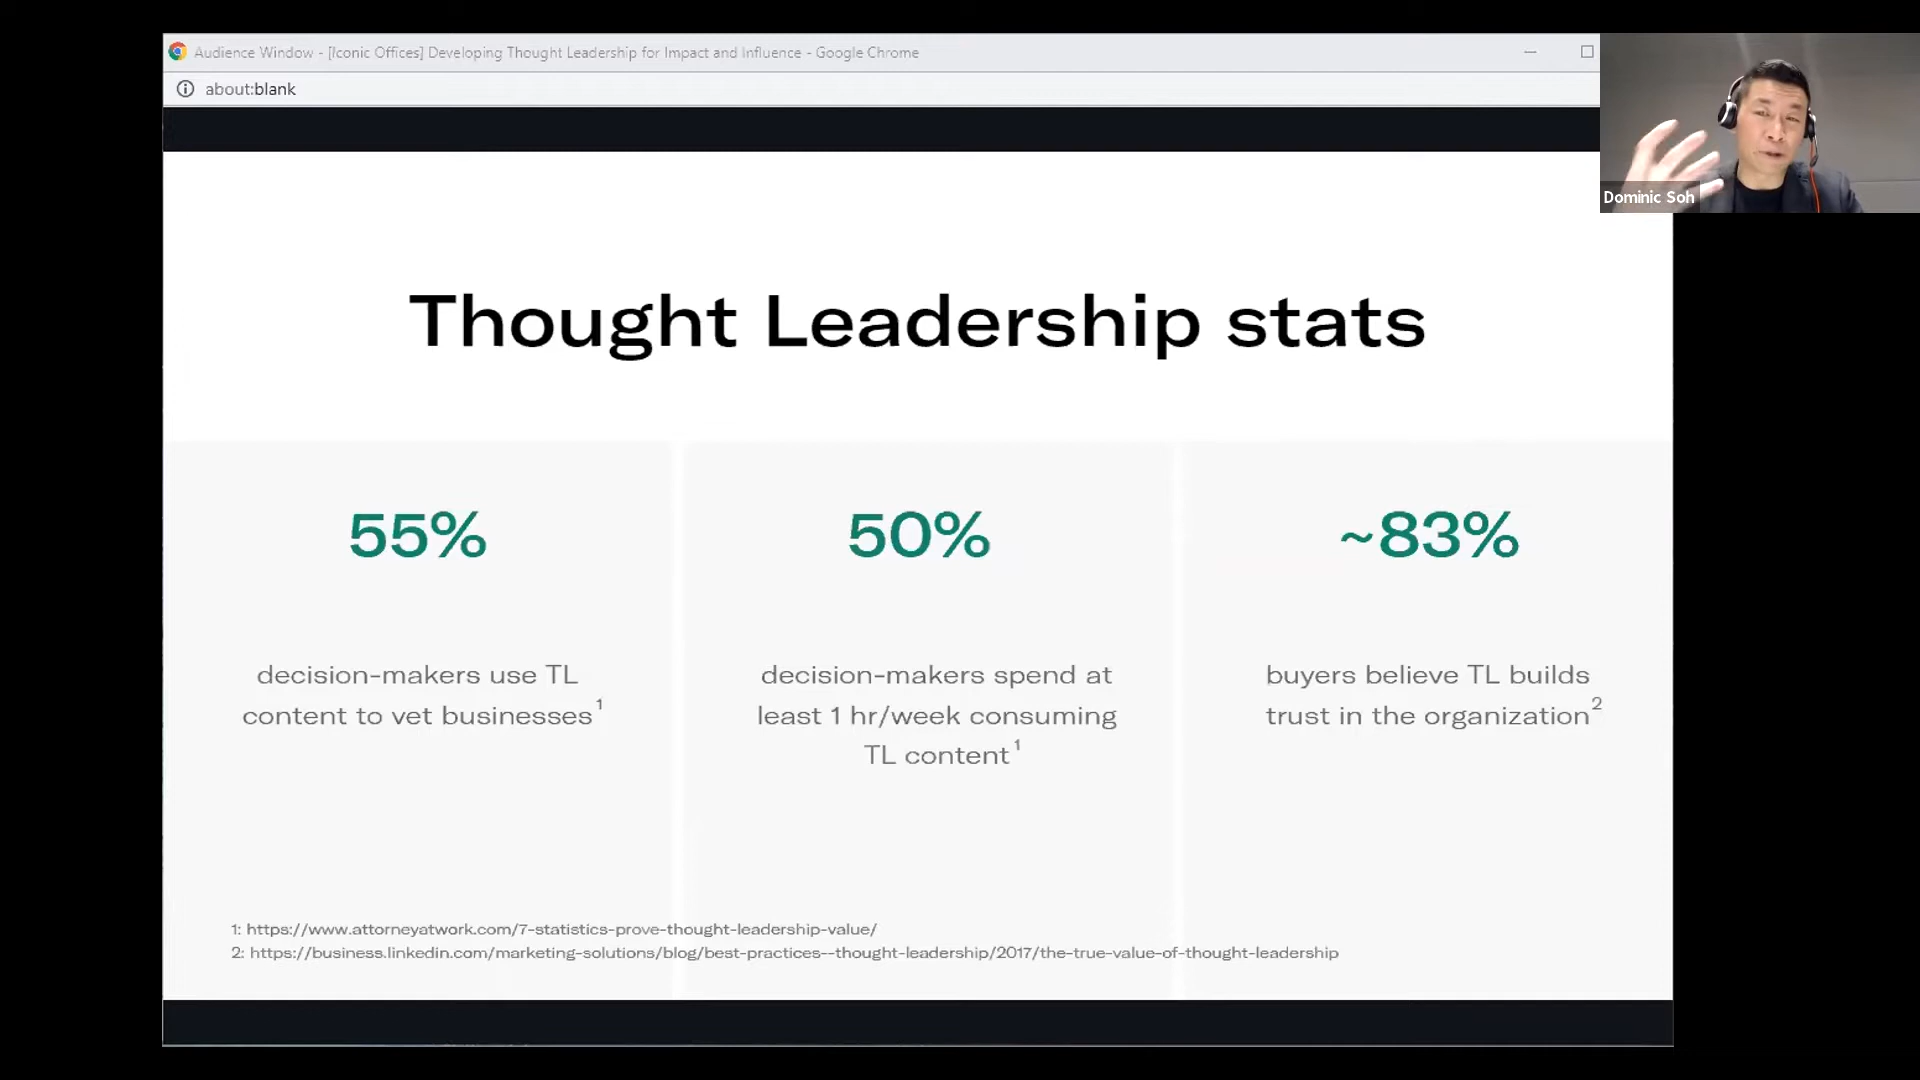 Audience Window - [Iconic Offices] Developing Thought Leadership for Impact and Influence - Google Chrome
about:blank
Dominic Soh
Thought Leadership stats
55%
decision-makers use TL
content to vet businesses1
50%
decision-makers spend at
least 1 hr/week consuming
TL content1
~83%
buyers believe TL builds
trust in the organization2
1: https://www.attorneyatwork.com/7-statistics-prove-thought-leadership-value/
2: https://business.linkedin.com/marketing-solutions/blog/best-practices--thought-leadership/2017/the-true-value-of-thought-leadership